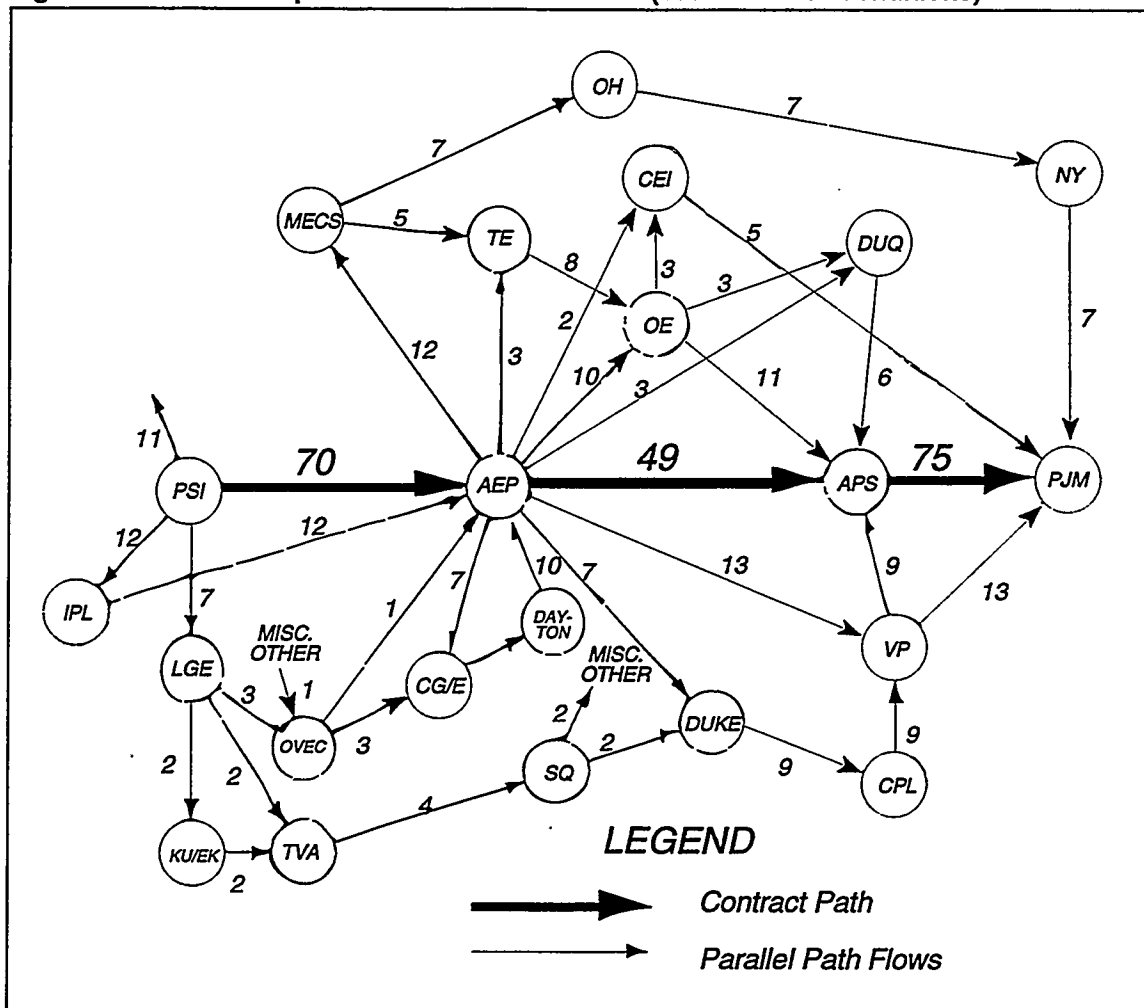 OH
7
7
NY
CEI
MECS
5
TE
5
DUQ
8
3
3
OE
2
7
12
3
10
3
11
6
11
70
49
75
PSI
AEP
APS
PJM
12
12
10
7
13
9
13
7
1
7
IPL
DAY-
TON
MISC.
OTHER
VP
LGE
CG/E
MISC.
OTHER
3
1
3
DUKE
OVEC
2
2
9
2
2
SQ
9
CPL
4
KU/EK
TVA
2
LEGEND
Contract Path
Parallel Path Flows